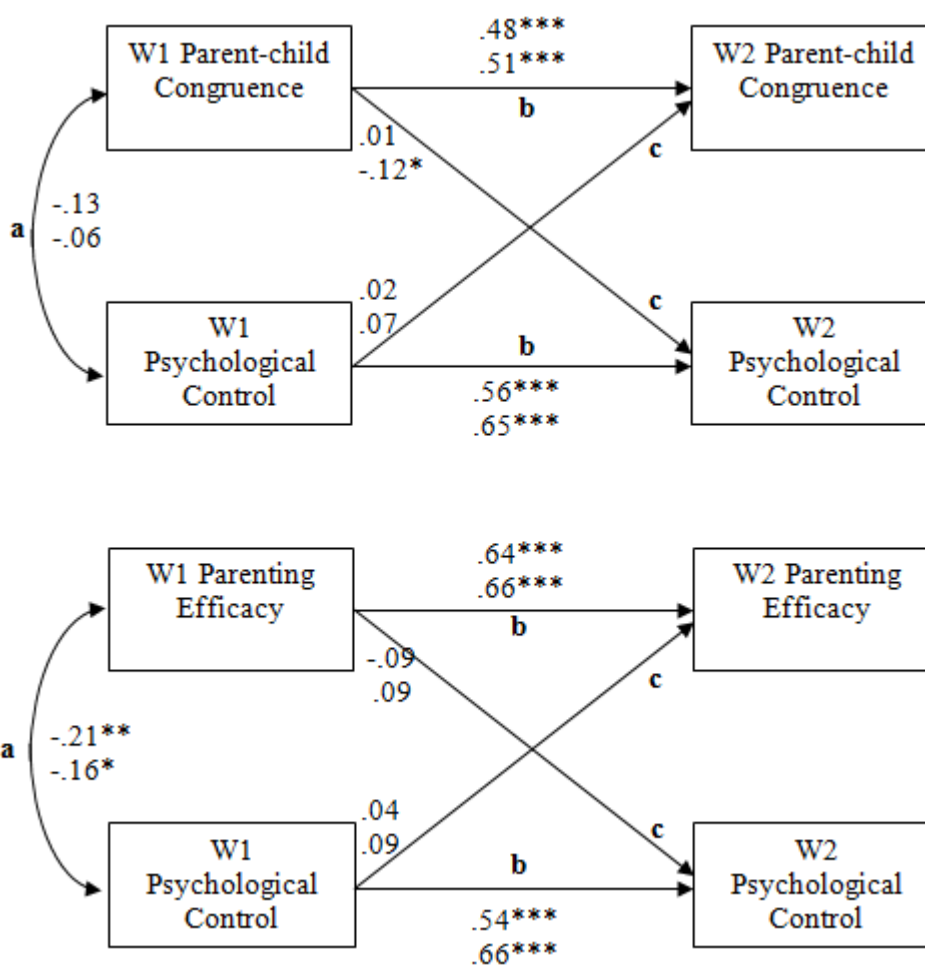 W1 Parent-child
Congruence
.48***
.51***
b
W2 Parent-child
Congruence
.01
-.12*
c
a
-.13
-.06
.02
.07
c
W1
Psychological
Control
b
.56***
.65***
W2
Psychological
Control
W1 Parenting
Efficacy
.64***
.66***
b
W2 Parenting
Efficacy
-.09
.09
c
a
-.21**
-.16*
.04
.09
c
W1
Psychological
Control
b
.54***
.66***
W2
Psychological
Control